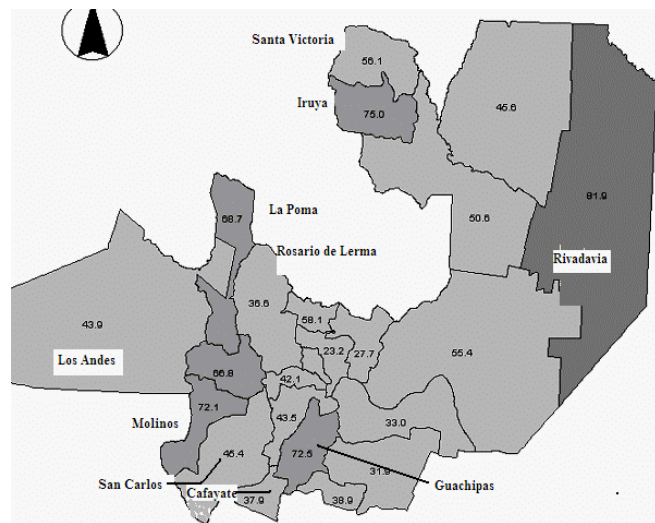 Santa Victoria
56.1
45.6
Iruya
75.0
81.9
La Poma
68.7
50.6
Rosario de Lerma
Rivadavia
36.6
43.9
58.1
Los Andes
23.2
27.7
55.4
66.8
42.1
72.1
Molinos
43.5
33.0
45.4
72.5
31.9
San Carlos
Cafayate
37.9
38.9
Guachipas